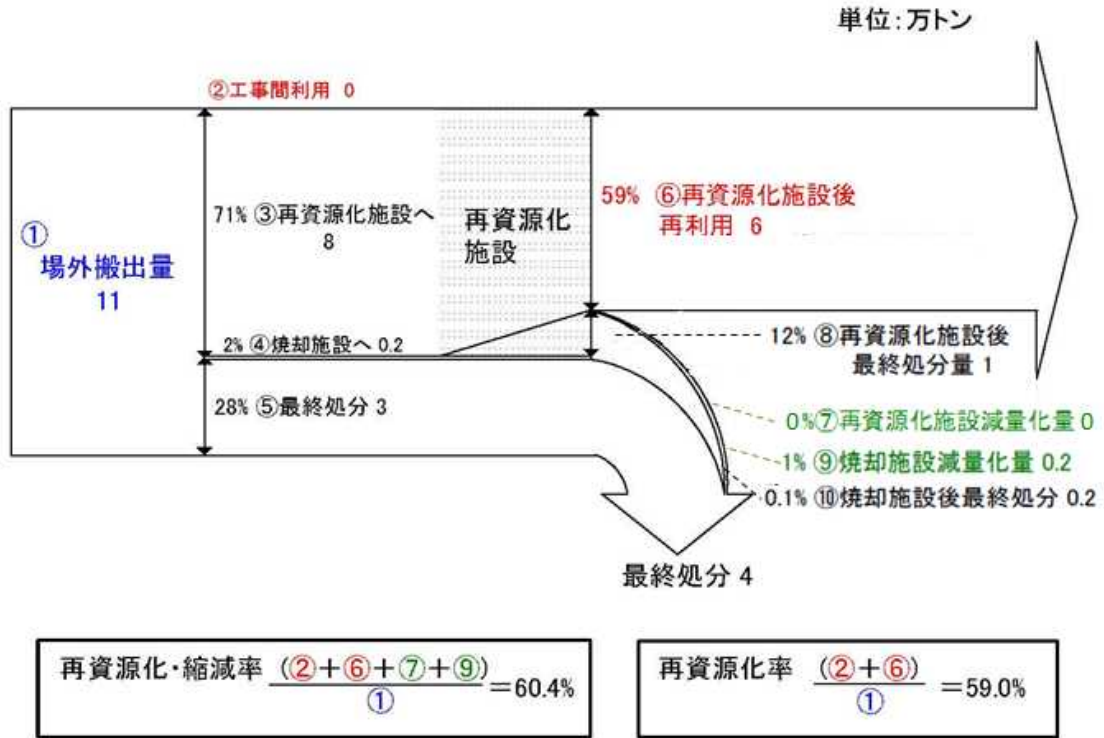 単位:万トン
②工事間利用 0
①
場外搬出量
11
71% ③再資源化施設へ
8
再資源化
施設
59% ⑥再資源化施設後
再利用 6
2% ④焼却施設へ 0.2
28% ⑤最終処分 3
12% ⑧再資源化施設後
最終処分量 1
0%⑦再資源化施設減量化量 0
1% ⑨焼却施設減量化量 0.2
0.1% ⑩焼却施設後最終処分 0.2
最終処分 4
再資源化・縮減率 (②+⑥+⑦+⑨)
① =60.4%
再資源化率 (②+⑥)
① =59.0%